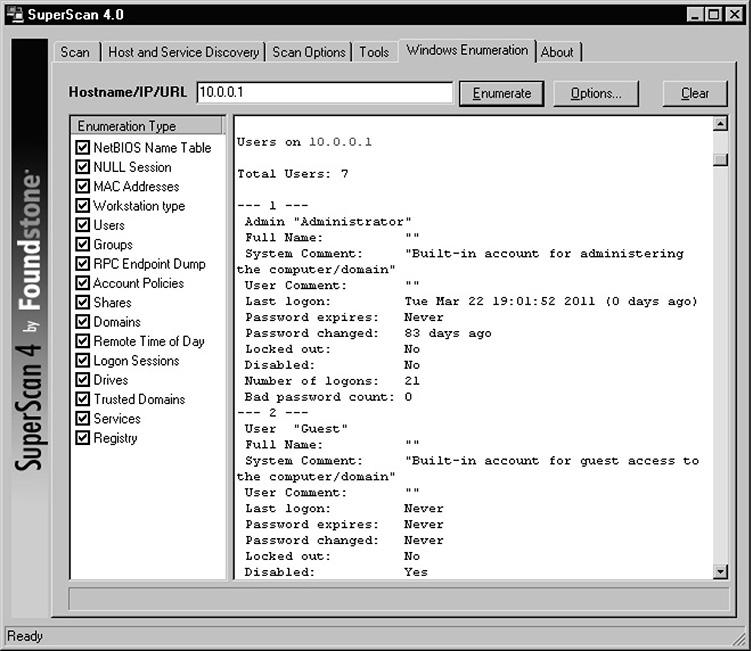 SuperScan 4.0
Scan Host and Service Discovery Scan Options Tools Windows Enumeration About
Hostname/IP/URL 10.0.0.1 Enumerate Options... Clear
Enumeration Type
NetBIOS Name Table
NULL Session
MAC Addresses
Workstation type
Users
Groups
RPC Endpoint Dump
Account Policies
Shares
Domains
Remote Time of Day
Logon Sessions
Drives
Trusted Domains
Services
Registry
Users on 10.0.0.1
Total Users: 7
--- 1 ---
Admin "Administrator"
Full Name: ""
System Comment: "Built-in account for administering
the computer/domain"
User Comment: ""
Last logon: Tue Mar 22 19:01:52 2011 (0 days ago)
Password expires: Never
Password changed: 83 days ago
Locked out: No
Disabled: No
Number of logons: 21
Bad password count: 0
--- 2 ---
User "Guest"
Full Name: ""
System Comment: "Built-in account for guest access to
the computer/domain"
User Comment: ""
Last logon: Never
Password expires: Never
Password changed: Never
Locked out: No
Disabled: Yes
SuperScan 4 by Foundstone
Ready